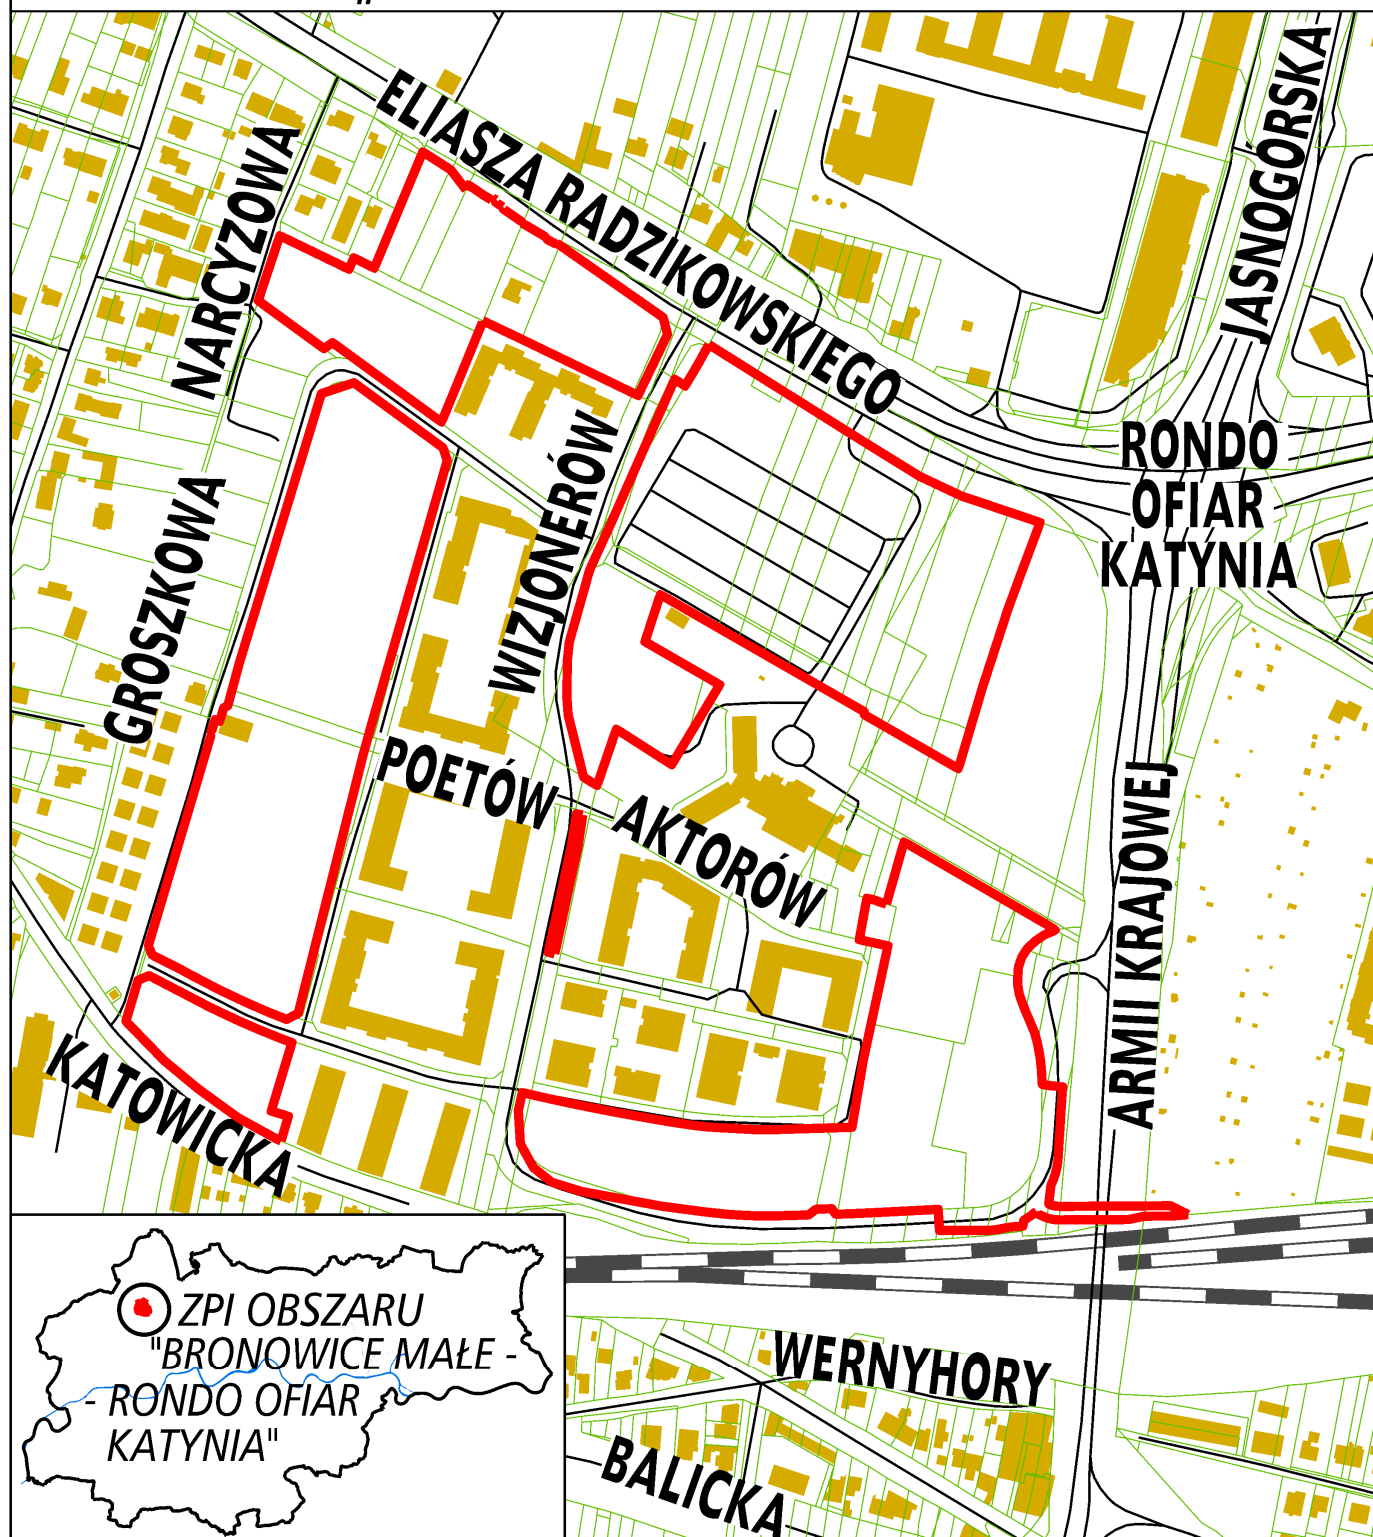 ELIASZA RADZIKOWSKIEGO
JASNOGÓRSKA
NARCYZOWA
RONDO
OFIAR
KATYNIA
WIZJONERÓW
GROSZKOWA
POETÓW
AKTORÓW
ARMII KRAJOWEJ
KATOWICKA
ZPI OBSZARU
"BRONOWICE MAŁE -
- RONDO OFIAR
KATYNIA"
WERNYHORY
BALICKA